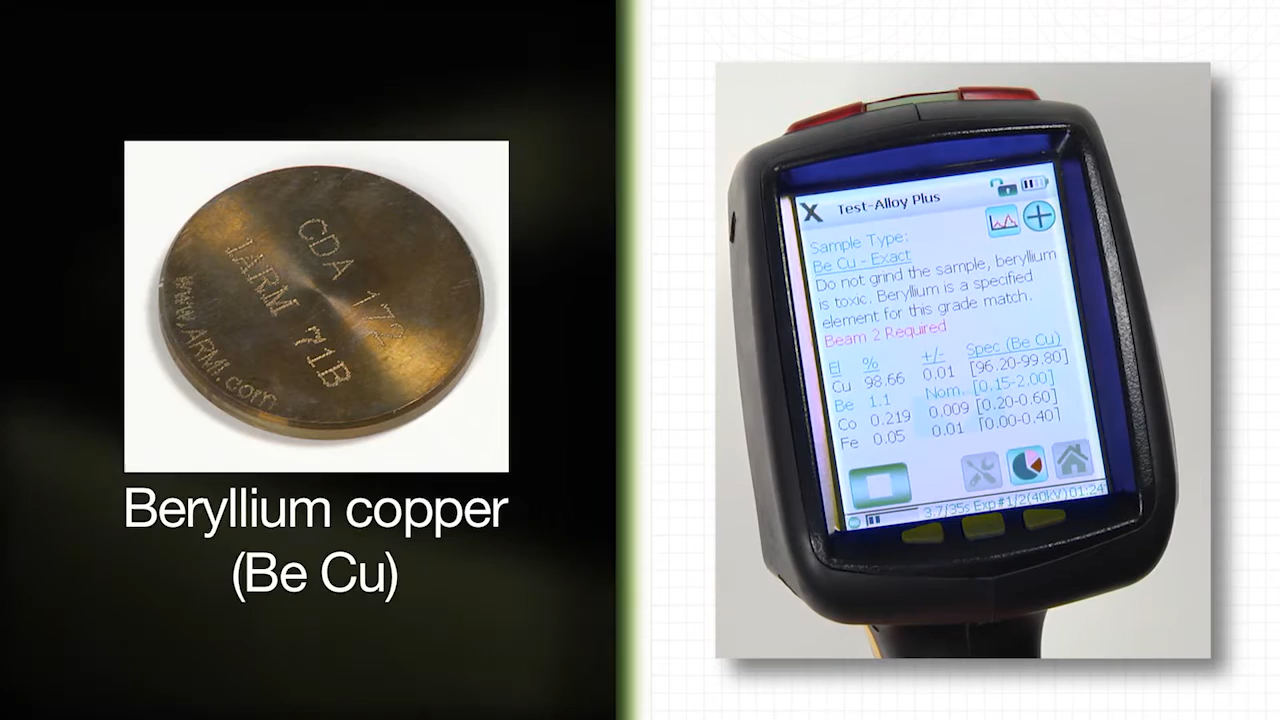 CDA 172
IARM 71B
www.ARMI.com
Beryllium copper
(Be Cu)
X Test-Alloy Plus
Sample Type:
Be Cu - Exact
Do not grind the sample, beryllium
is toxic. Beryllium is a specified
element for this grade match.
Beam 2 Required
El % +/- Spec (Be Cu)
Cu 98.66 0.01 [96.20-99.80]
Be 1.1 Nom. [0.15-2.00]
Co 0.219 0.009 [0.20-0.60]
Fe 0.05 0.01 [0.00-0.40]
3.7/35s Exp#1/2(40kV) 01:24